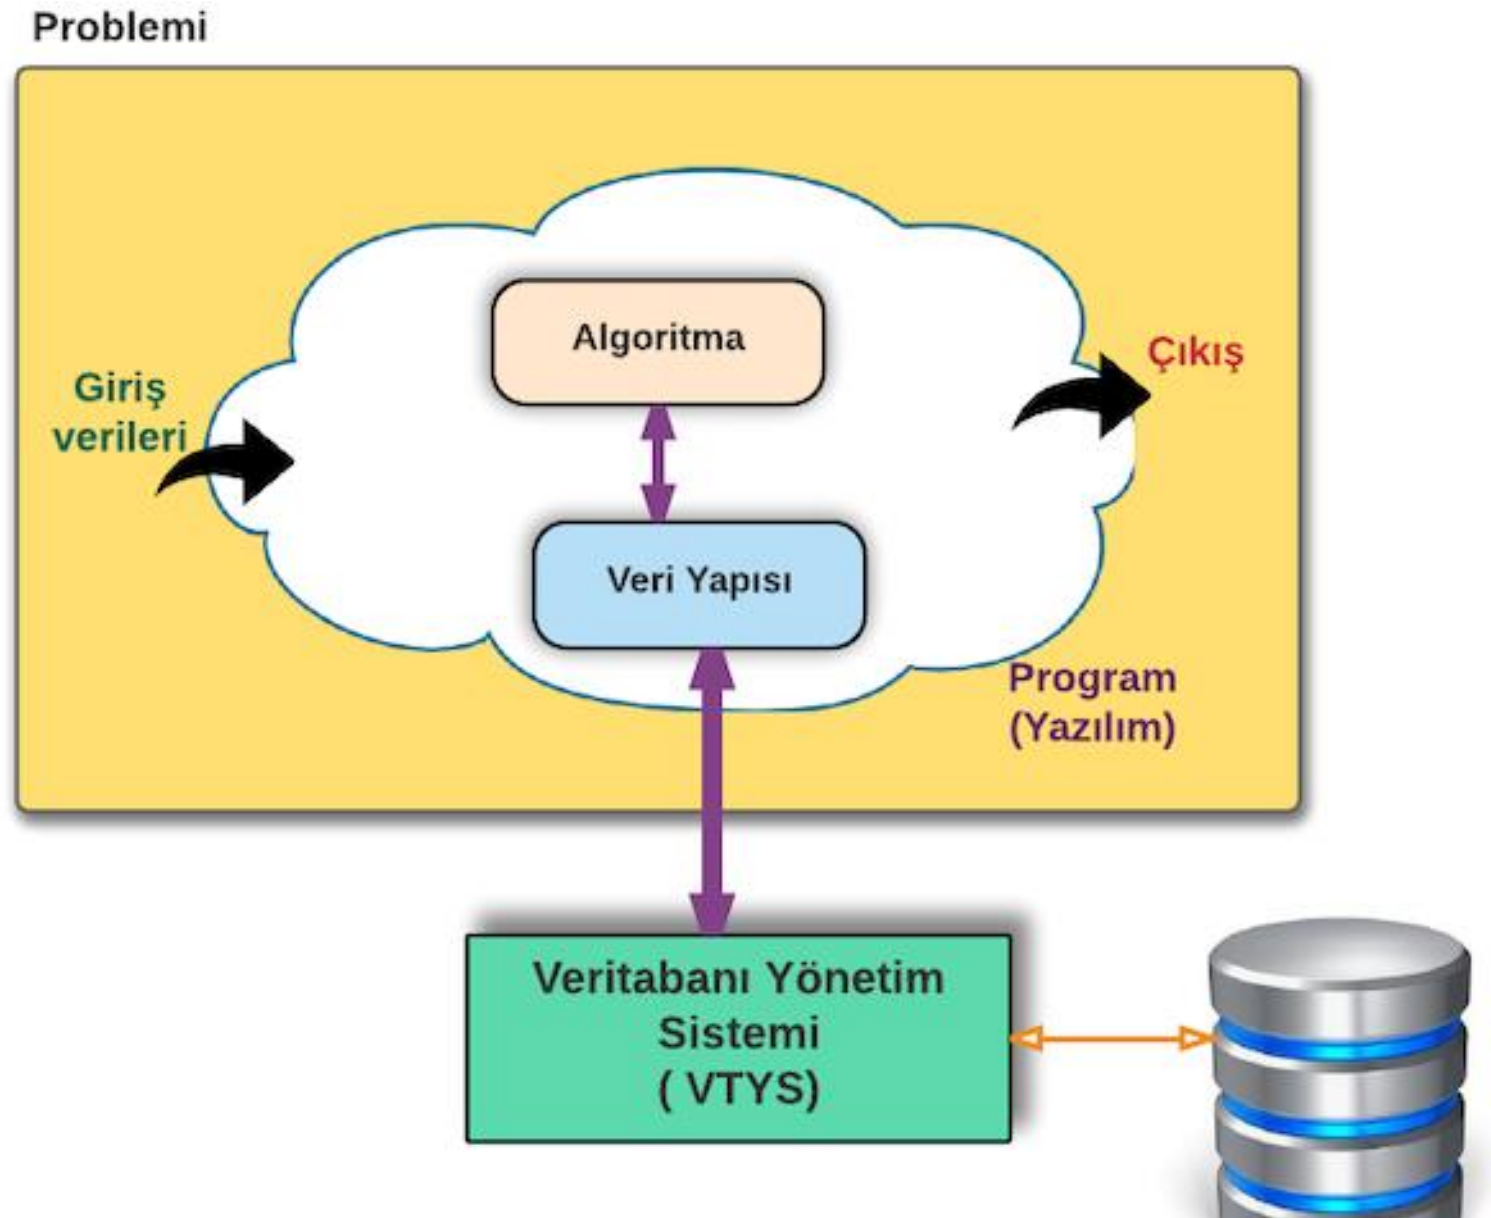 Problemi
Algoritma
Çıkış
Giriş
verileri
Veri Yapısı
Program
(Yazılım)
Veritabanı Yönetim
Sistemi
( VTYS)